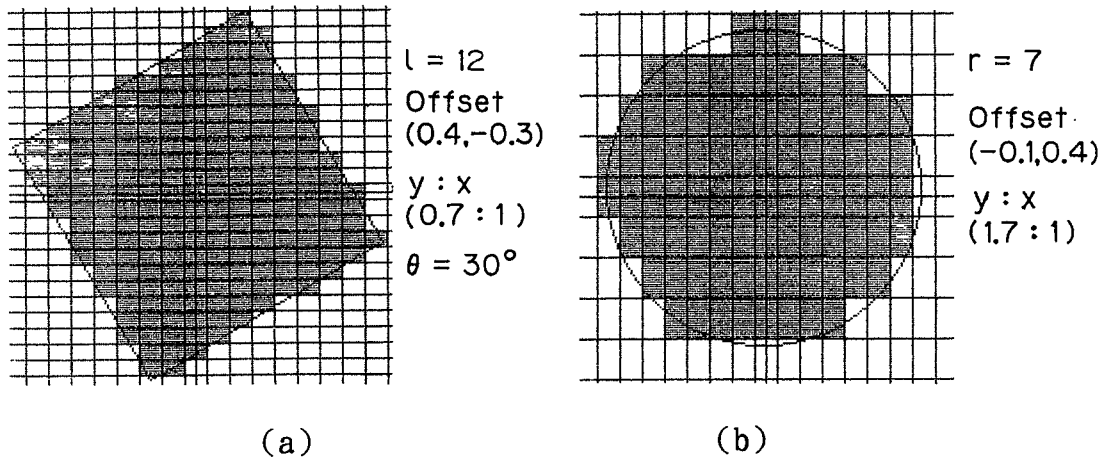 l = 12
Offset
(0.4,-0.3)
y : x
(0.7 : 1)
θ = 30°
r = 7
Offset
(-0.1,0.4)
y : x
(1.7 : 1)
(a)
(b)